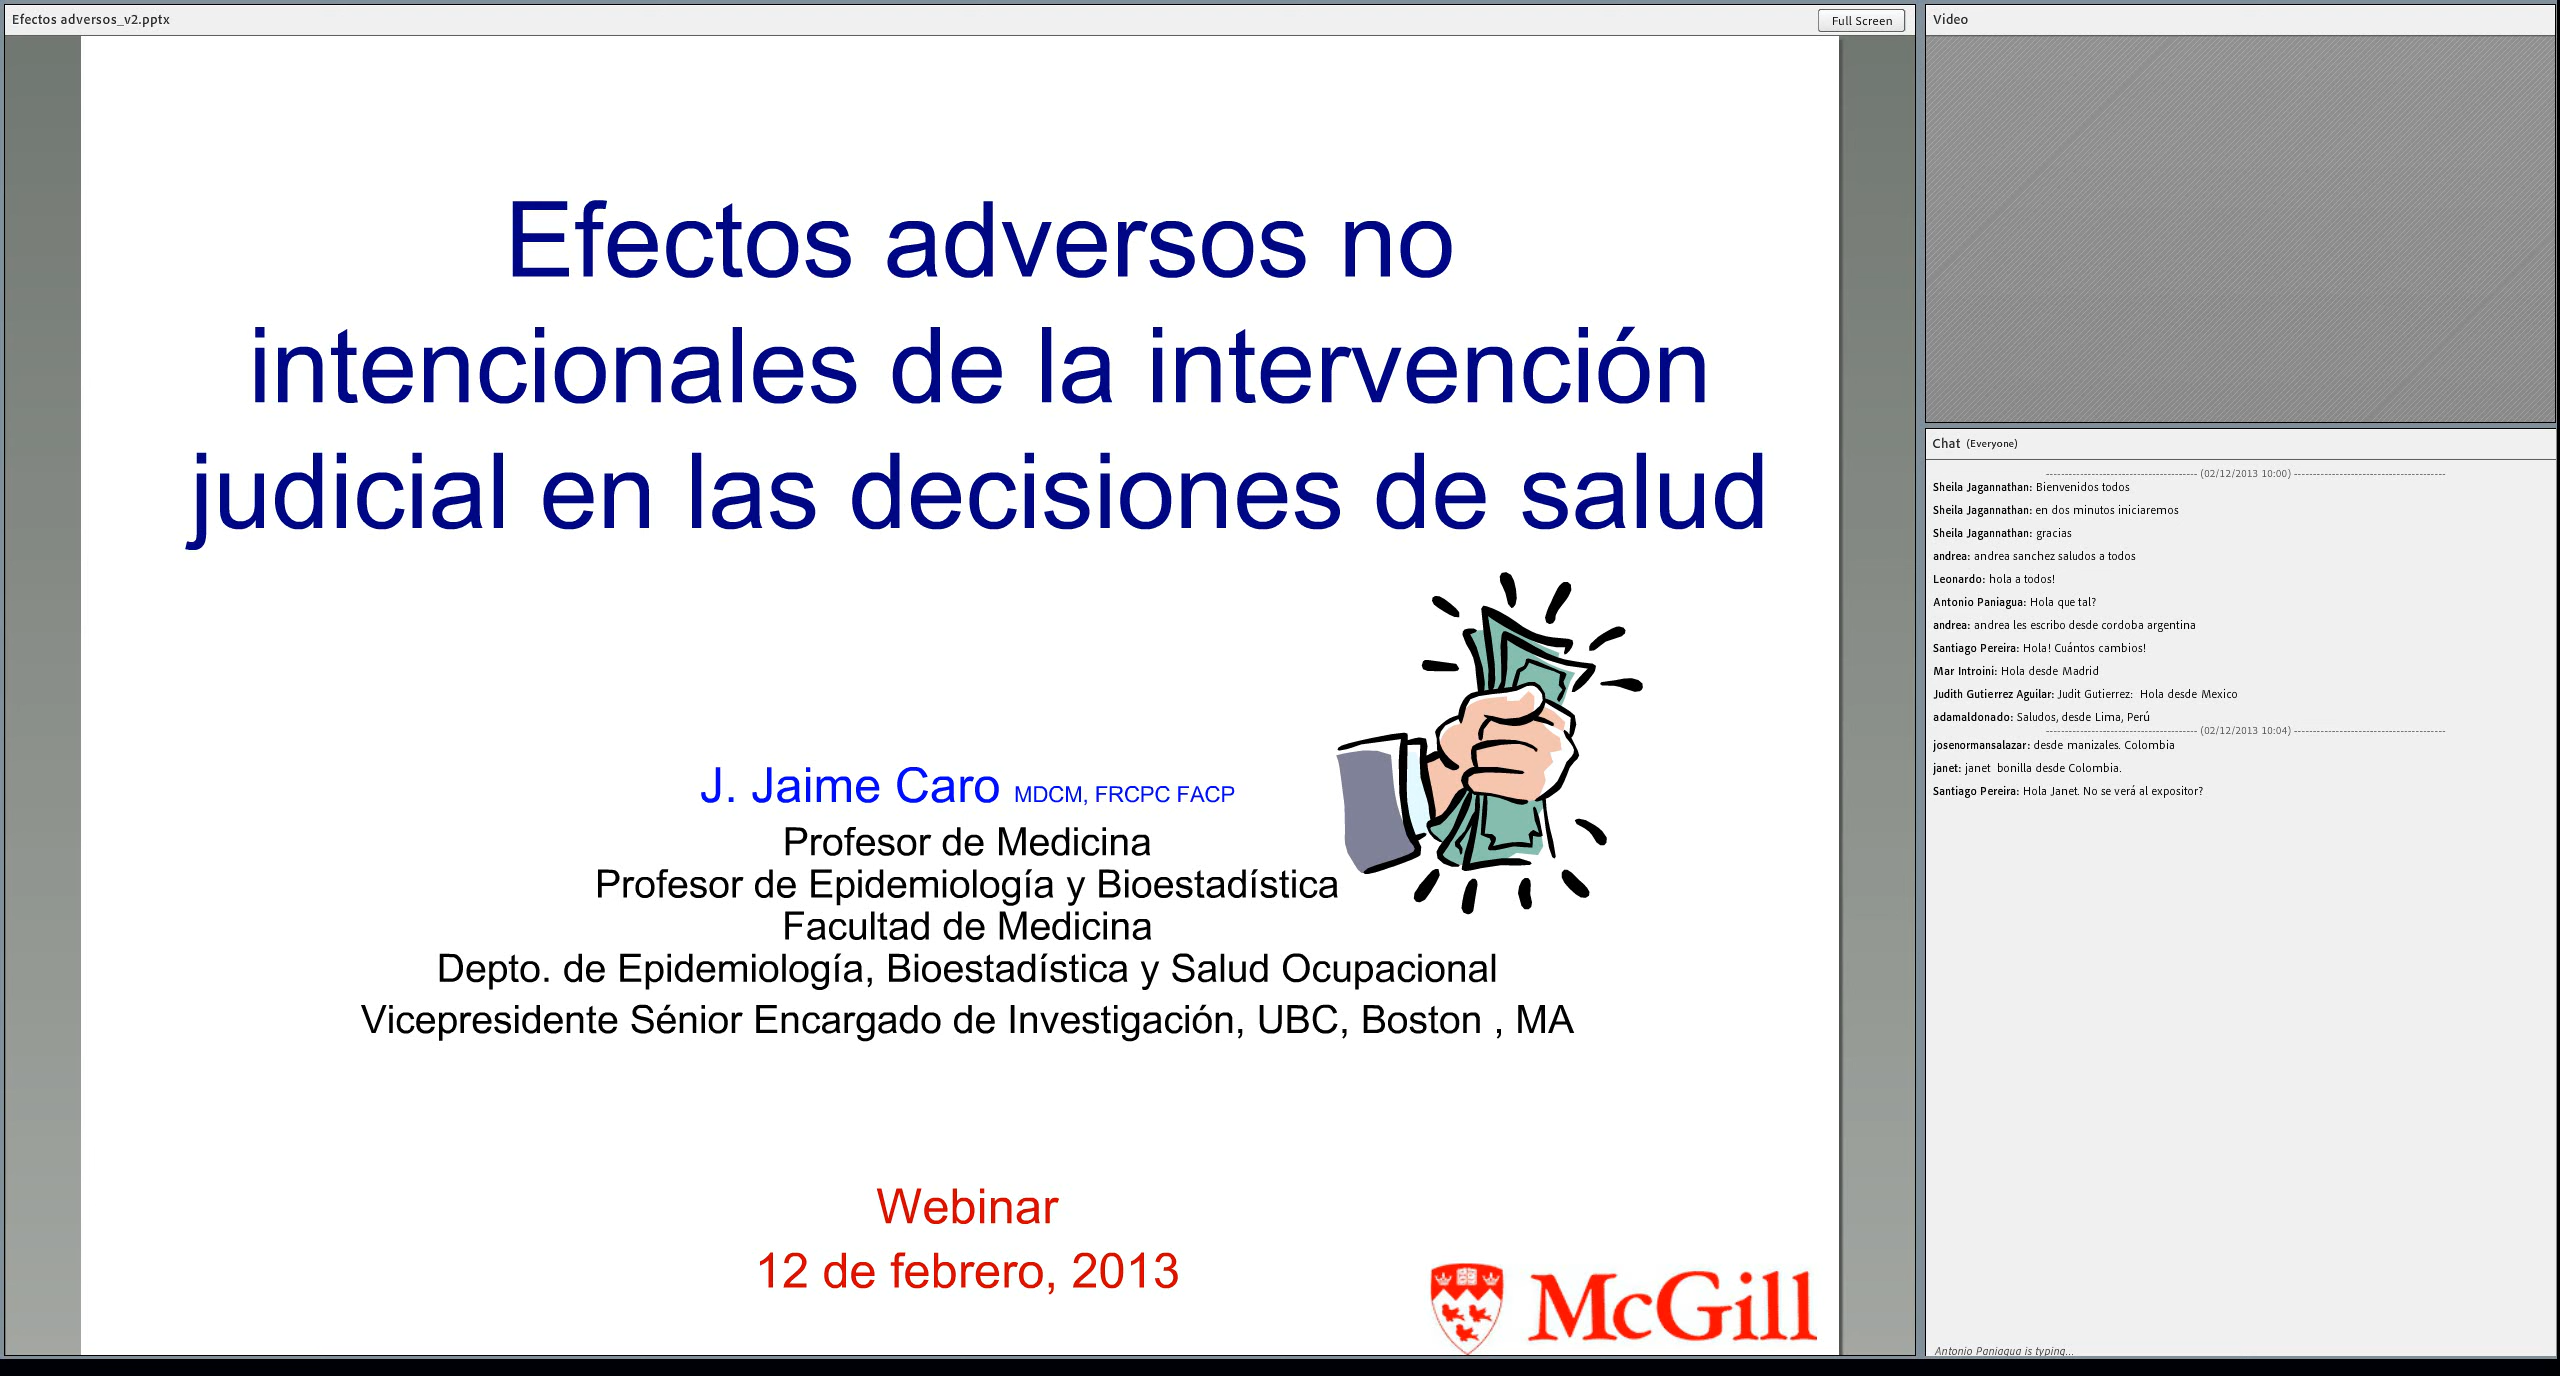 Efectos adversos_v2.pptx
Full Screen
Efectos adversos no
intencionales de la intervención
judicial en las decisiones de salud
J. Jaime Caro MDCM, FRCPC FACP
Profesor de Medicina
Profesor de Epidemiología y Bioestadística
Facultad de Medicina
Depto. de Epidemiología, Bioestadística y Salud Ocupacional
Vicepresidente Sénior Encargado de Investigación, UBC, Boston , MA
Webinar
12 de febrero, 2013
McGill
Video
Chat (Everyone)
(02/12/2013 10:00)
Sheila Jagannathan: Bienvenidos todos
Sheila Jagannathan: en dos minutos iniciaremos
Sheila Jagannathan: gracias
andrea: andrea sanchez saludos a todos
Leonardo: hola a todos!
Antonio Paniagua: Hola que tal?
andrea: andrea les escribo desde cordoba argentina
Santiago Pereira: Hola! Cuántos cambios!
Mar Introini: Hola desde Madrid
Judith Gutierrez Aguilar: Judit Gutierrez: Hola desde Mexico
adamaldonado: Saludos, desde Lima, Perú
(02/12/2013 10:04)
josenormansalazar: desde manizales. Colombia
janet: janet bonilla desde Colombia.
Santiago Pereira: Hola Janet. No se verá al expositor?
Antonio Paniagua is typing...